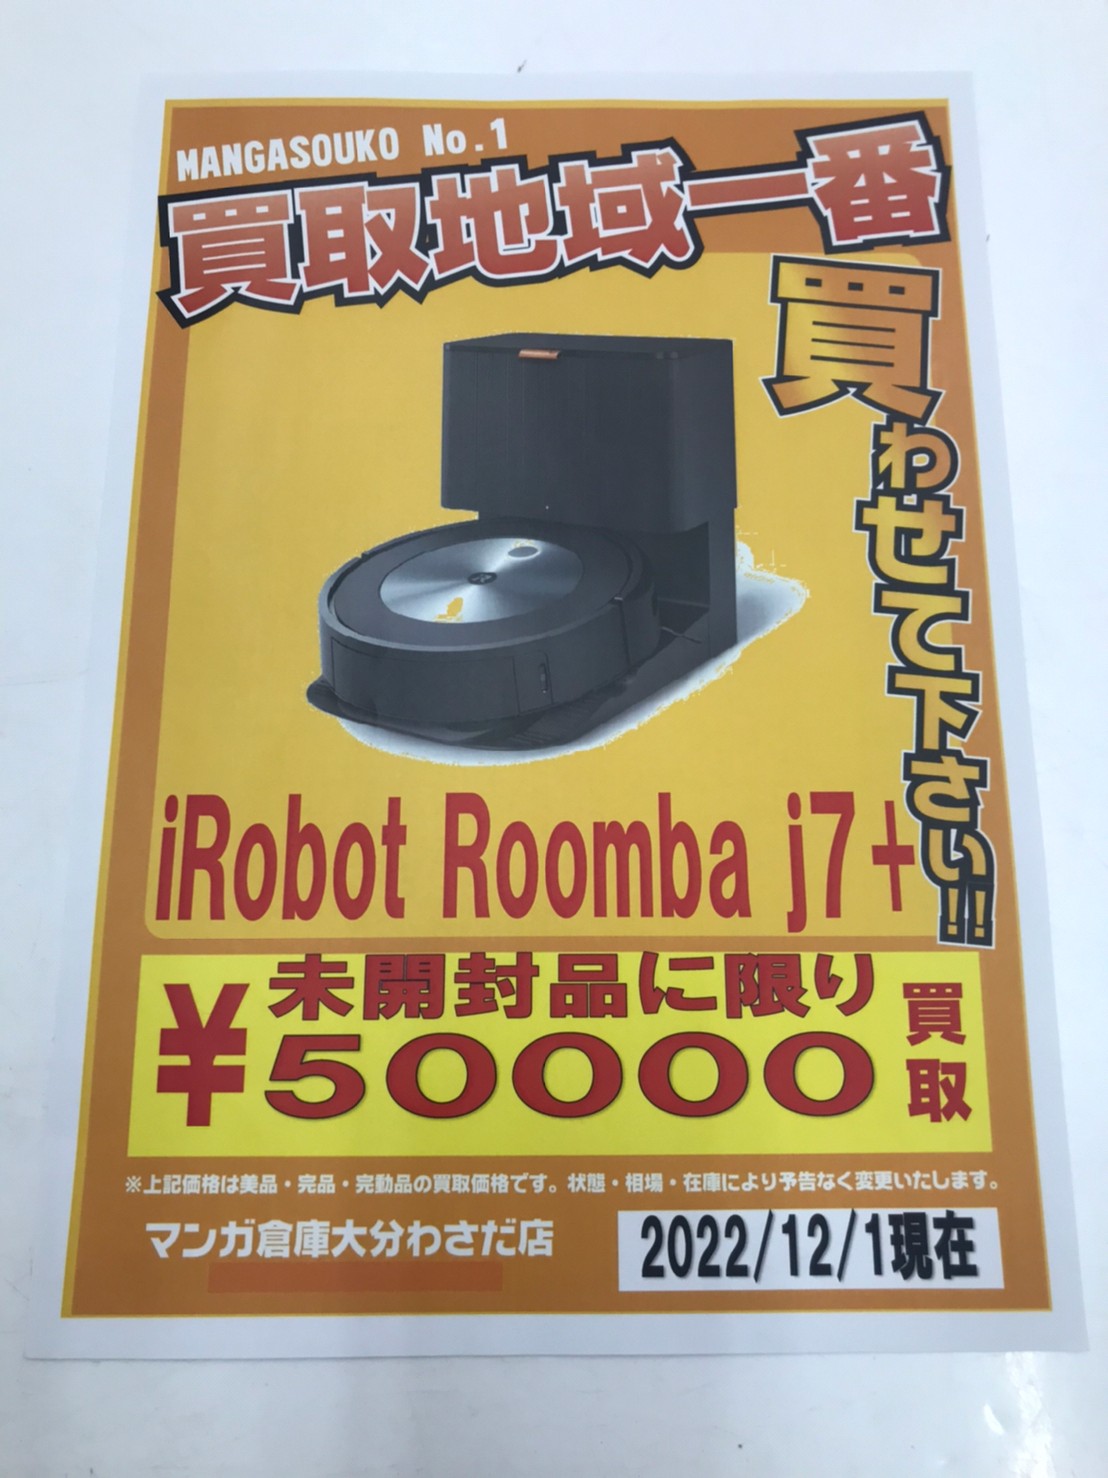 MANGASOUKO No.1
買取地域一番
買わせて下さい!!
iRobot Roomba j7+
未開封品に限り
¥50000
買取
※上記価格は美品・完品・完動品の買取価格です。状態・相場・在庫により予告なく変更いたします。
マンガ倉庫大分わさだ店
2022/12/1現在